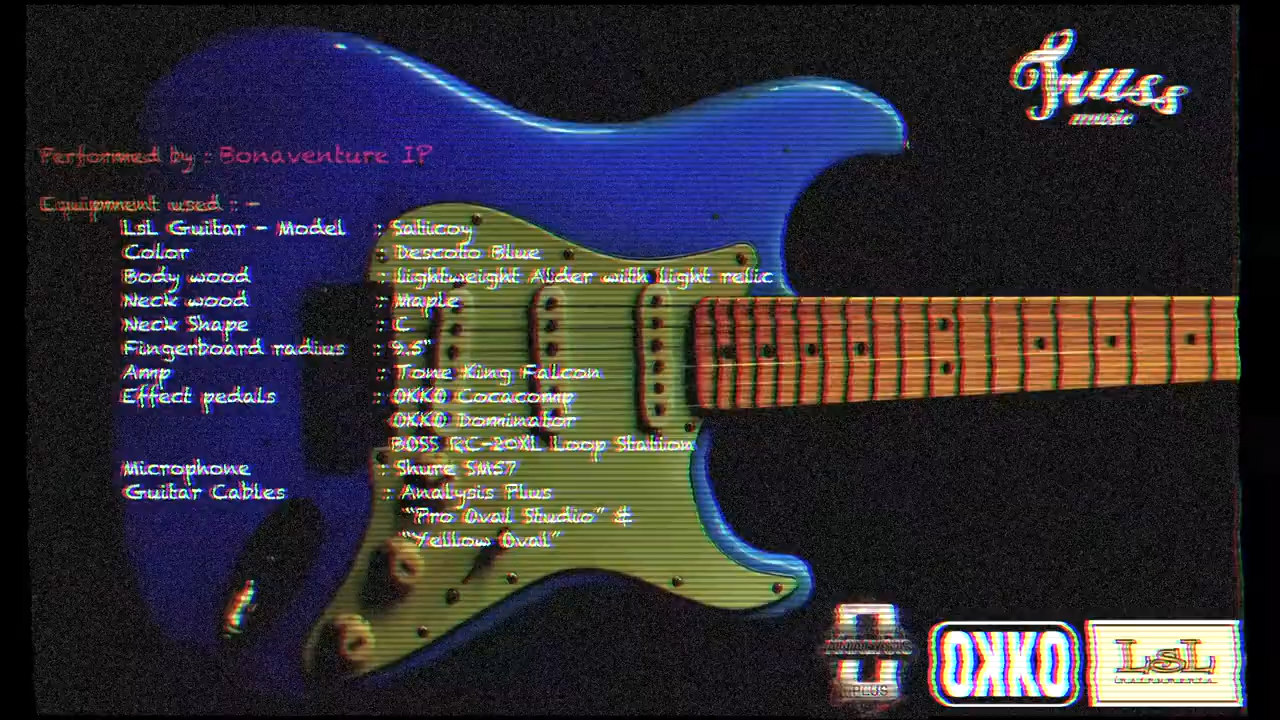 Truss
music
Performed by : Bonaventure IP
Equipment used : -
LsL Guitar - Model : Saticoy
Color : Descoto Blue
Body wood : lightweight Alder with light relic
Neck wood : Maple
Neck Shape : C
Fingerboard radius : 9.5"
Amp : Tone King Falcon
Effect pedals : OKKO Cocacomp
OKKO Dominator
BOSS RC-20XL Loop Station
Microphone : Shure SM57
Guitar Cables : Analysis Plus
"Pro Oval Studio" &
"Yellow Oval"
PLUS
OKKO
LsL